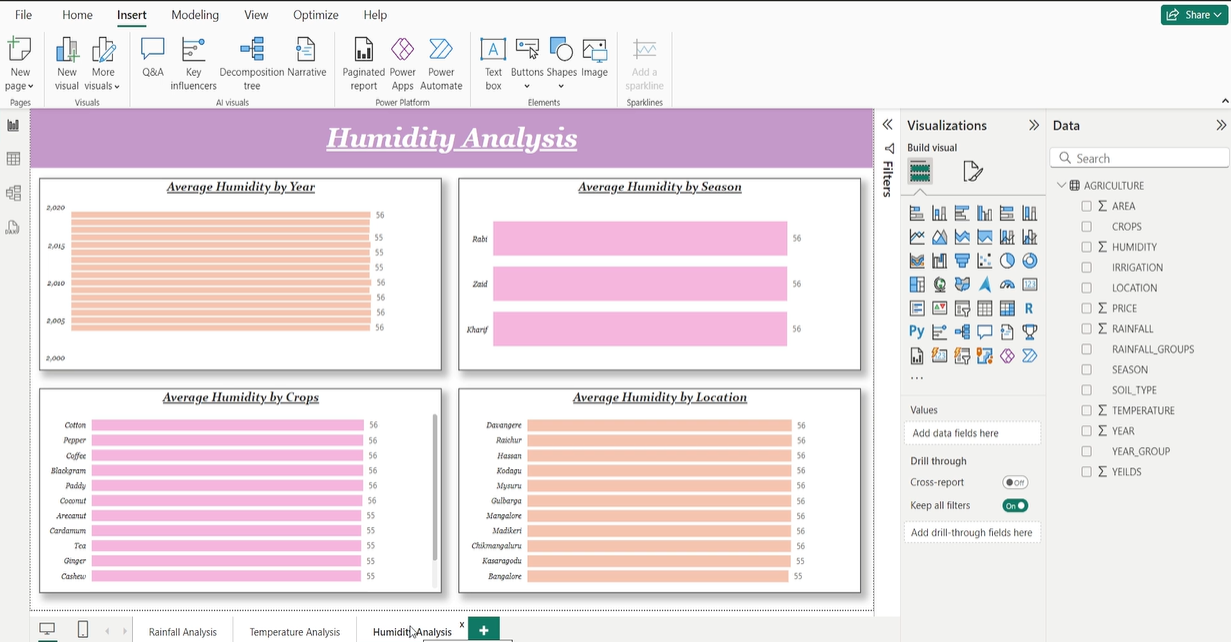 File Home Insert Modeling View Optimize Help Share
New page
New visual
More visuals
Q&A
Key influencers
Decomposition tree
Narrative
Paginated report
Power Apps
Power Automate
Text box
Buttons
Shapes
Image
Add a sparkline
Pages Visuals AI visuals Power Platform Elements Sparklines
Humidity Analysis
Average Humidity by Year
2,020
2,015
2,010
2,005
2,000
56
55
55
55
56
56
56
56
Average Humidity by Season
Rabi 56
Zaid 56
Kharif 56
Average Humidity by Crops
Cotton 56
Pepper 56
Coffee 56
Blackgram 56
Paddy 56
Coconut 56
Arecanut 55
Cardamum 55
Tea 55
Ginger 55
Cashew 55
Average Humidity by Location
Davangere 56
Raichur 56
Hassan 56
Kodagu 56
Mysuru 56
Gulbarga 56
Mangalore 56
Madikeri 56
Chikmangaluru 56
Kasaragodu 55
Bangalore 55
Filters
Visualizations
Build visual
R
Py
123
...
Values
Add data fields here
Drill through
Cross-report Off
Keep all filters On
Add drill-through fields here
Data
Search
AGRICULTURE
AREA
CROPS
HUMIDITY
IRRIGATION
LOCATION
PRICE
RAINFALL
RAINFALL_GROUPS
SEASON
SOIL_TYPE
TEMPERATURE
YEAR
YEAR_GROUP
YEILDS
Rainfall Analysis
Temperature Analysis
Humidity Analysis